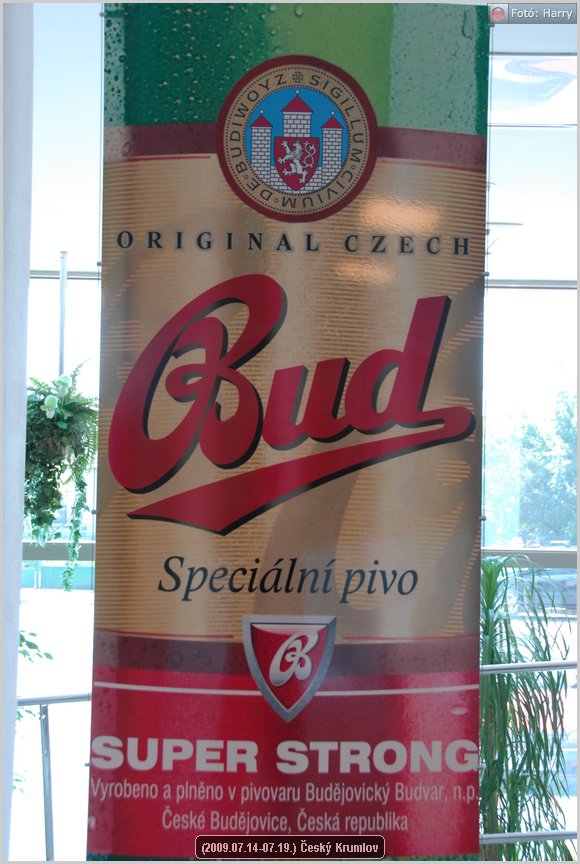 Fotó: Harry
SIGILLUM CIVIUM DE BUDIWOYZ
ORIGINAL CZECH
Bud
Speciální pivo
B
SUPER STRONG
Vyrobeno a plněno v pivovaru Budějovický Budvar, n.p.
České Budějovice, Česká republika
(2009.07.14-07.19.) Český Krumlov